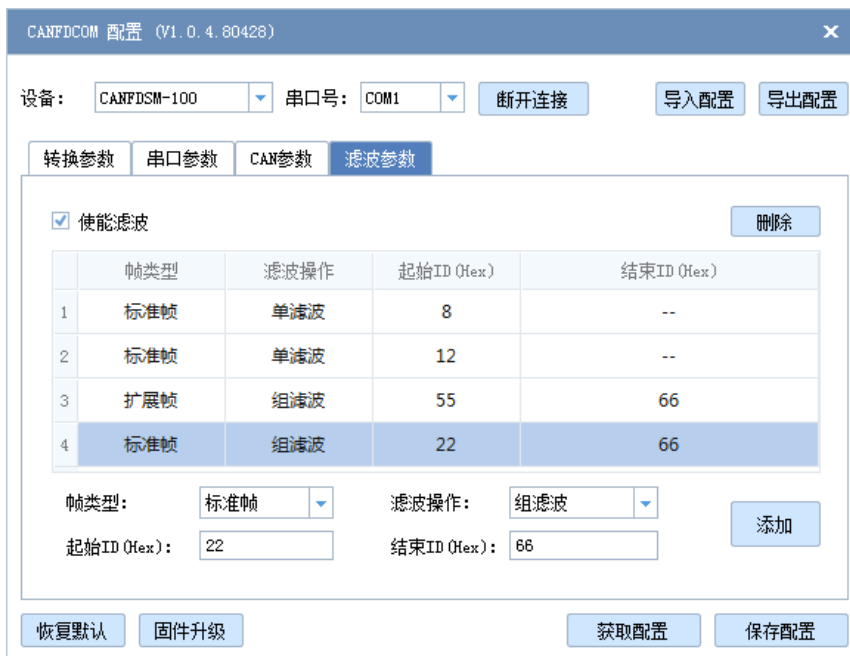 CANFDCOM 配置 (V1.0.4.80428)
设备: CANFDSM-100 串口号: COM1 断开连接 导入配置 导出配置
转换参数 串口参数 CAN参数 滤波参数
使能滤波 删除
帧类型 滤波操作 起始ID(Hex) 结束ID(Hex)
1 标准帧 单滤波 8 --
2 标准帧 单滤波 12 --
3 扩展帧 组滤波 55 66
4 标准帧 组滤波 22 66
帧类型: 标准帧 滤波操作: 组滤波
添加
起始ID(Hex): 22 结束ID(Hex): 66
恢复默认 固件升级 获取配置 保存配置